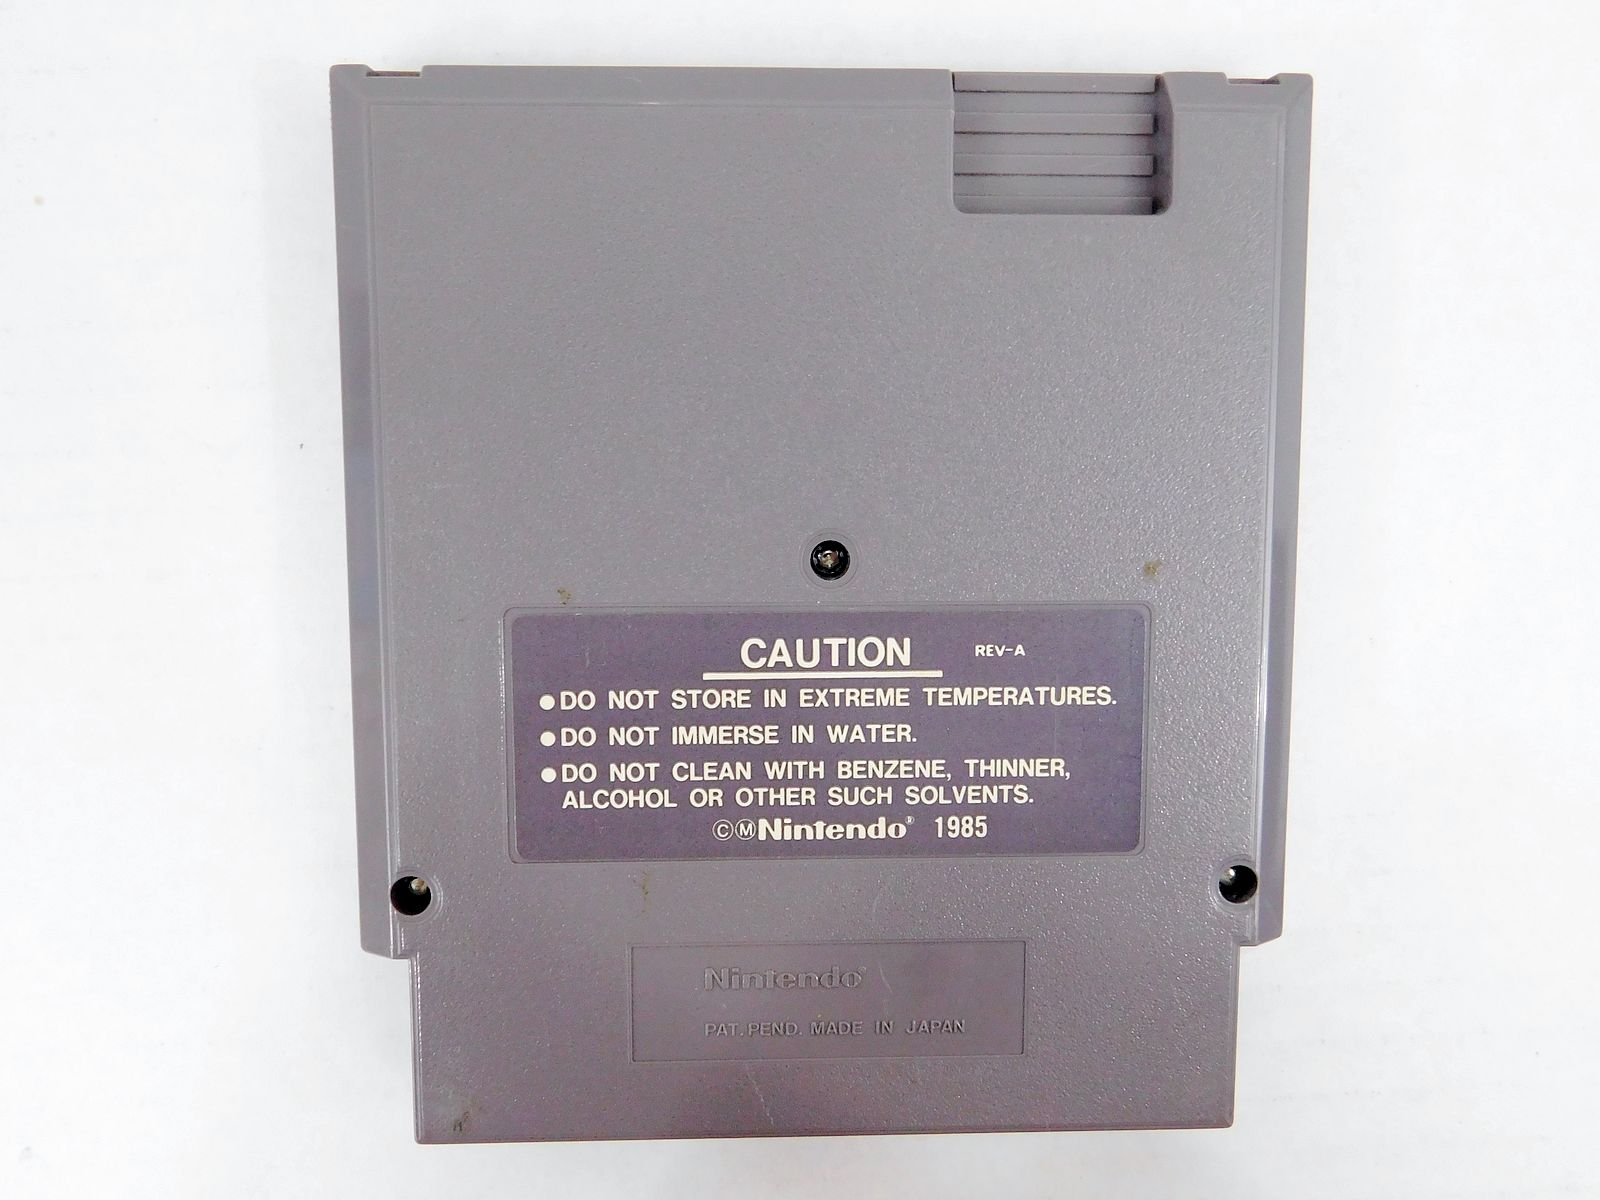 CAUTION REV-A
●DO NOT STORE IN EXTREME TEMPERATURES.
●DO NOT IMMERSE IN WATER.
●DO NOT CLEAN WITH BENZENE, THINNER,
ALCOHOL OR OTHER SUCH SOLVENTS.
©ⓂNintendo® 1985
Nintendo®
PAT. PEND. MADE IN JAPAN